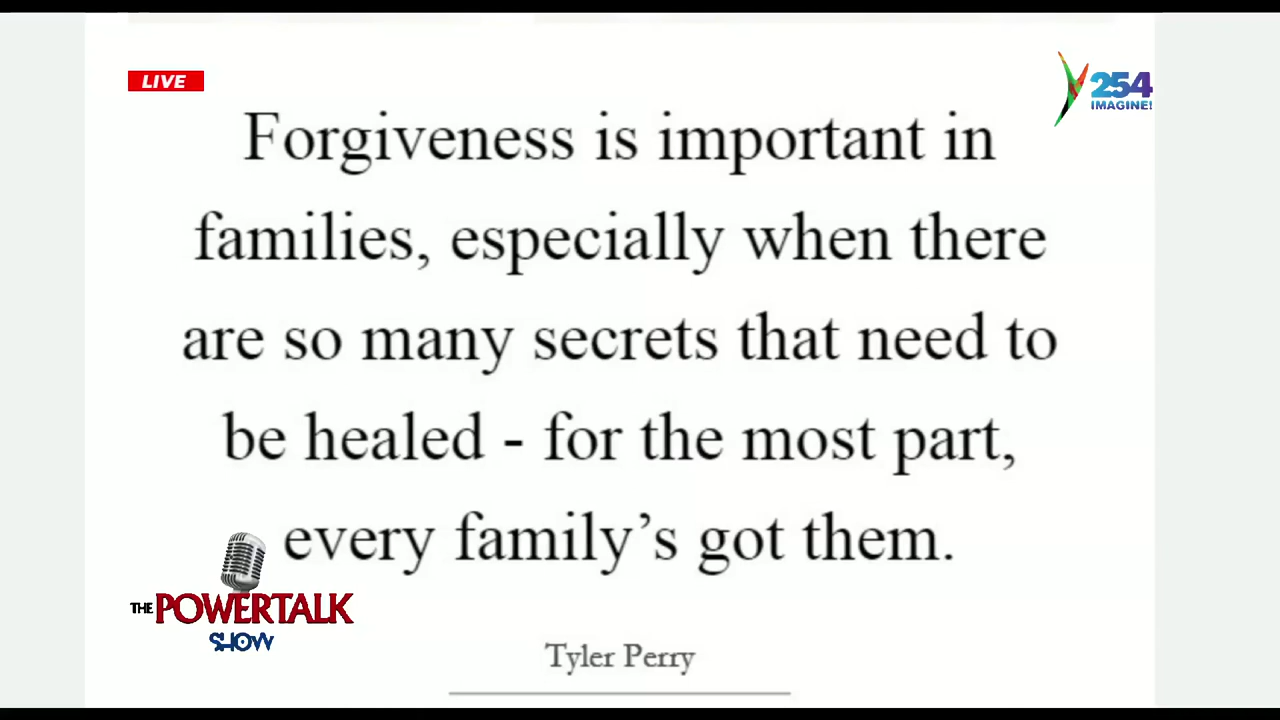 LIVE
254
IMAGINE!
Forgiveness is important in
families, especially when there
are so many secrets that need to
be healed - for the most part,
every family’s got them.
THE POWERTALK
SHOW
Tyler Perry